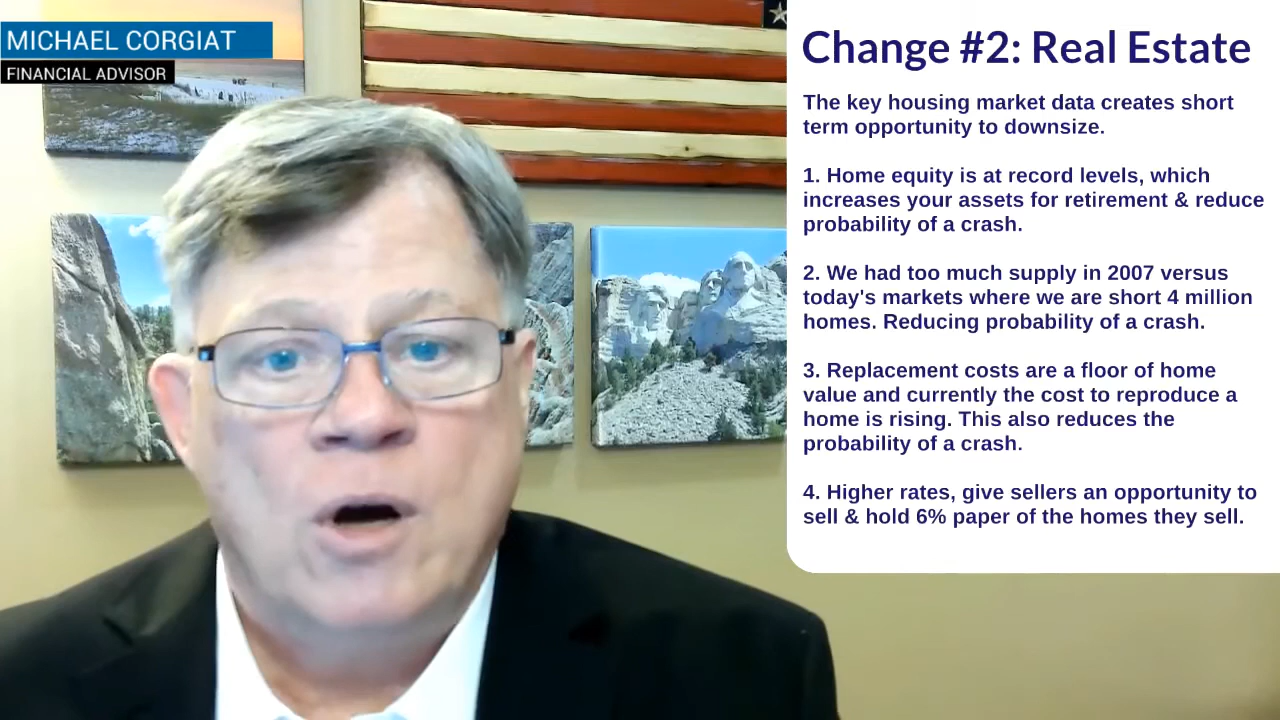 MICHAEL CORGIAT
FINANCIAL ADVISOR
Change #2: Real Estate
The key housing market data creates short
term opportunity to downsize.
1. Home equity is at record levels, which
increases your assets for retirement & reduce
probability of a crash.
2. We had too much supply in 2007 versus
today's markets where we are short 4 million
homes. Reducing probability of a crash.
3. Replacement costs are a floor of home
value and currently the cost to reproduce a
home is rising. This also reduces the
probability of a crash.
4. Higher rates, give sellers an opportunity to
sell & hold 6% paper of the homes they sell.